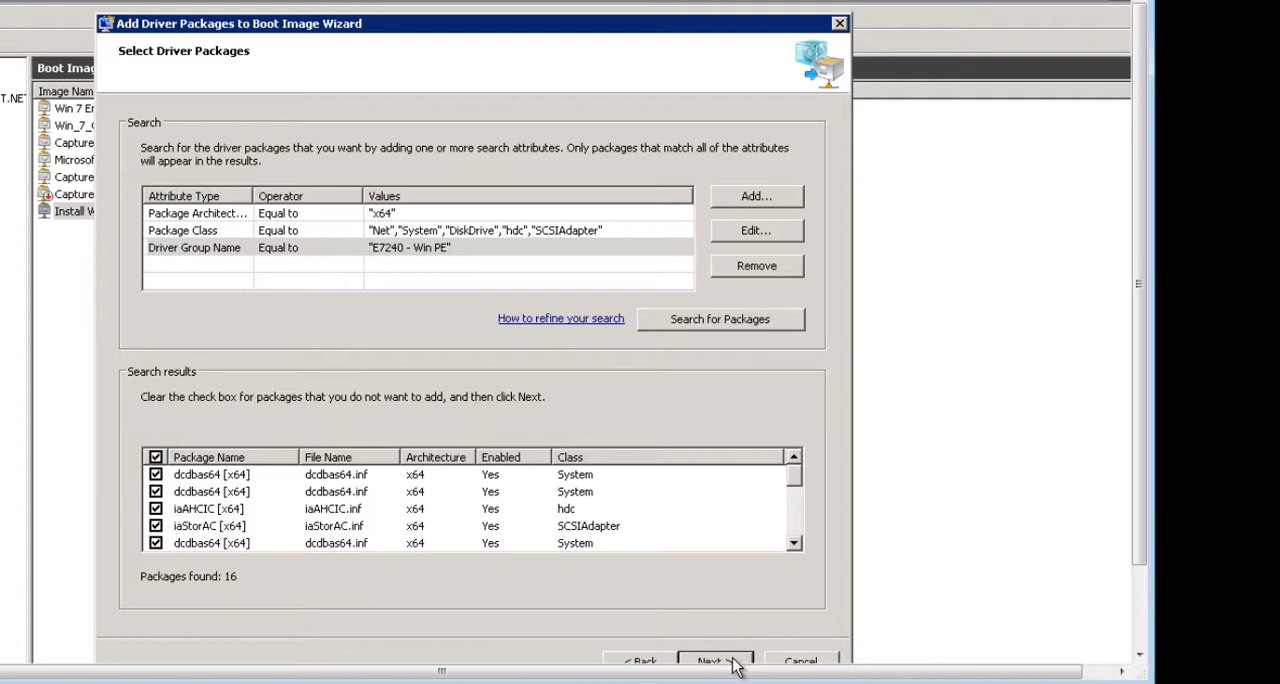 Add Driver Packages to Boot Image Wizard
Select Driver Packages
Boot Imag
Image Nam
T.NE
Win 7 Er
Win_7_
Capture
Microsof
Capture
Capture
Install W
Search
Search for the driver packages that you want by adding one or more search attributes. Only packages that match all of the attributes
will appear in the results.
Attribute Type Operator Values
Package Architect... Equal to "x64"
Package Class Equal to "Net","System","DiskDrive","hdc","SCSIAdapter"
Driver Group Name Equal to "E7240 - Win PE"
Add...
Edit...
Remove
How to refine your search Search for Packages
Search results
Clear the check box for packages that you do not want to add, and then click Next.
Package Name File Name Architecture Enabled Class
dcdbas64 [x64] dcdbas64.inf x64 Yes System
dcdbas64 [x64] dcdbas64.inf x64 Yes System
iaAHCIC [x64] iaAHCIC.inf x64 Yes hdc
iaStorAC [x64] iaStorAC.inf x64 Yes SCSIAdapter
dcdbas64 [x64] dcdbas64.inf x64 Yes System
Packages found: 16
< Back Next > Cancel